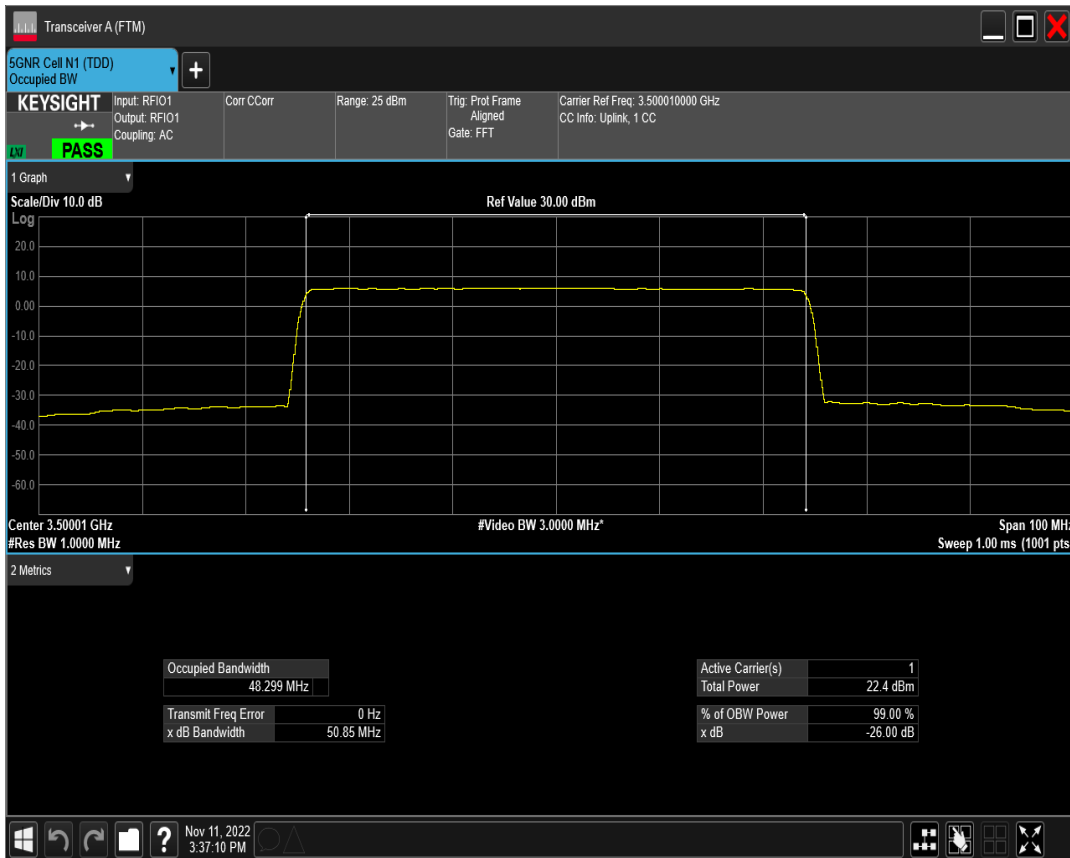 Transceiver A (FTM)
5GNR Cell N1 (TDD)
Occupied BW
+
KEYSIGHT
LXI
PASS
Input: RFIO1
Output: RFIO1
Coupling: AC
Corr CCorr
Range: 25 dBm
Trig: Prot Frame
Aligned
Gate: FFT
Carrier Ref Freq: 3.500010000 GHz
CC Info: Uplink, 1 CC
1 Graph
Scale/Div 10.0 dB
Ref Value 30.00 dBm
Log
20.0
10.0
0.00
-10.0
-20.0
-30.0
-40.0
-50.0
-60.0
Center 3.50001 GHz
#Video BW 3.0000 MHz*
Span 100 MHz
#Res BW 1.0000 MHz
Sweep 1.00 ms (1001 pts
2 Metrics
Occupied Bandwidth
48.299 MHz
Transmit Freq Error 0 Hz
x dB Bandwidth 50.85 MHz
Active Carrier(s) 1
Total Power 22.4 dBm
% of OBW Power 99.00 %
x dB -26.00 dB
?
Nov 11, 2022
3:37:10 PM